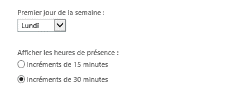 Premier jour de la semaine :
Lundi
Afficher les heures de présence :
incréments de 15 minutes
incréments de 30 minutes